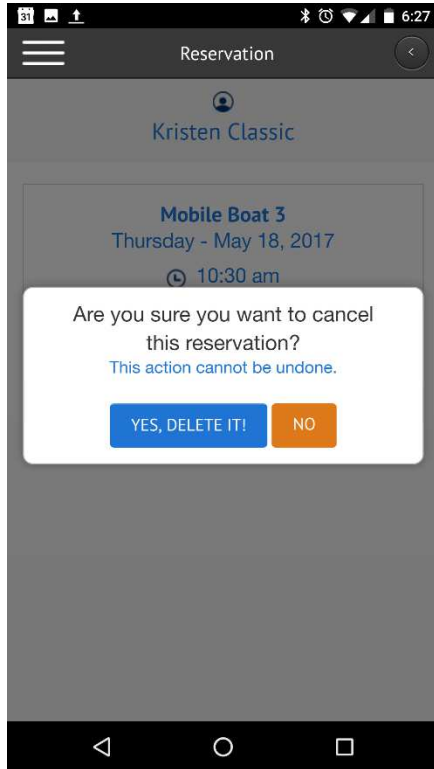 31
6:27
Reservation
Kristen Classic
Mobile Boat 3
Thursday - May 18, 2017
10:30 am
Are you sure you want to cancel
this reservation?
This action cannot be undone.
YES, DELETE IT!
NO